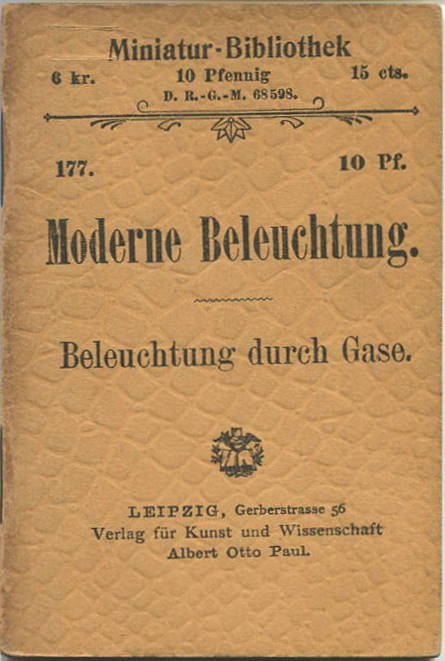 Miniatur-Bibliothek
6 kr. 10 Pfennig 15 cts.
D. R.-G.-M. 68598.
177. 10 Pf.
Moderne Beleuchtung.
Beleuchtung durch Gase.
LEIPZIG, Gerberstrasse 56
Verlag für Kunst und Wissenschaft
Albert Otto Paul.